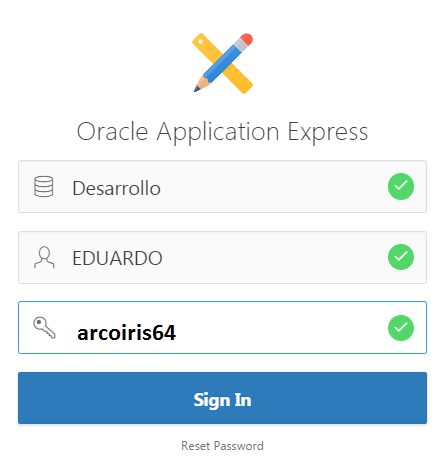 Oracle Application Express
Desarrollo
EDUARDO
arcoiris64
Sign In
Reset Password